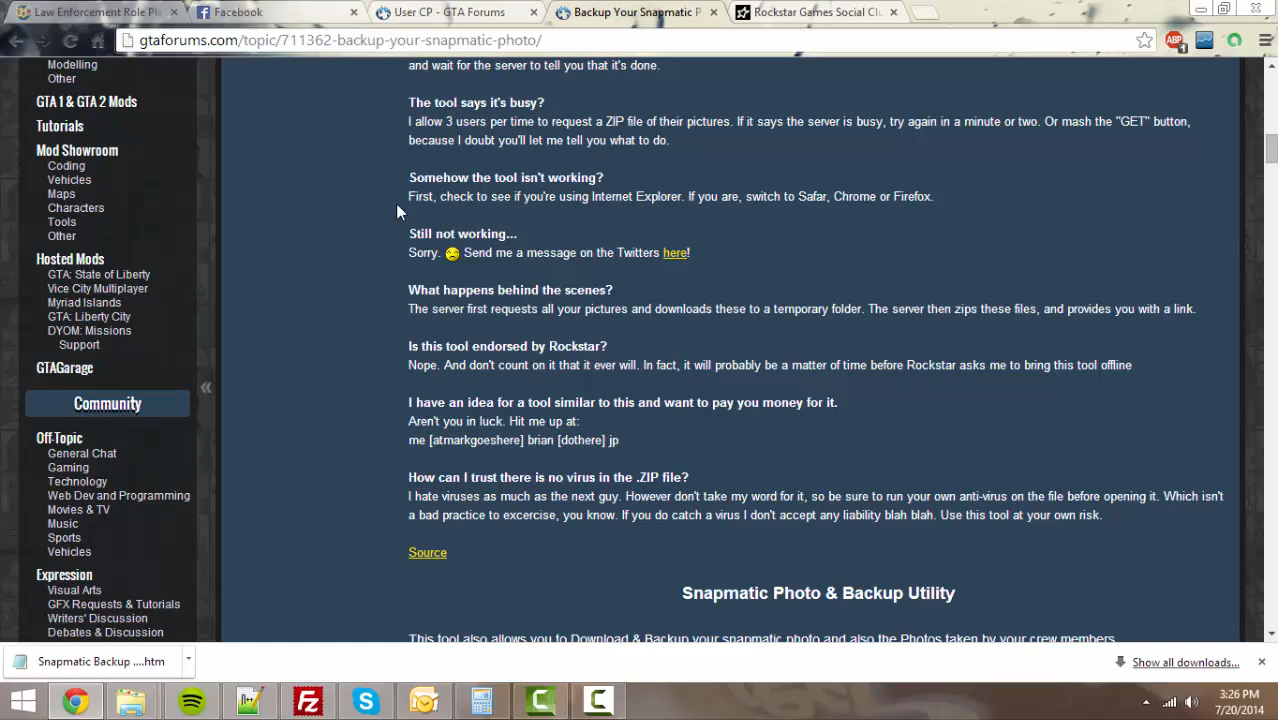 Law Enforcement Role Pl
Facebook
User CP - GTA Forums
Backup Your Snapmatic P
Rockstar Games Social Clu
gtaforums.com/topic/711362-backup-your-snapmatic-photo/
ABP
1
Modelling
Other
GTA 1 & GTA 2 Mods
Tutorials
Mod Showroom
Coding
Vehicles
Maps
Characters
Tools
Other
Hosted Mods
GTA: State of Liberty
Vice City Multiplayer
Myriad Islands
GTA: Liberty City
DYOM: Missions
Support
GTAGarage
Community
Off-Topic
General Chat
Gaming
Technology
Web Dev and Programming
Movies & TV
Music
Sports
Vehicles
Expression
Visual Arts
GFX Requests & Tutorials
Writers' Discussion
Debates & Discussion
«
and wait for the server to tell you that it's done.
The tool says it's busy?
I allow 3 users per time to request a ZIP file of their pictures. If it says the server is busy, try again in a minute or two. Or mash the "GET" button,
because I doubt you'll let me tell you what to do.
Somehow the tool isn't working?
First, check to see if you're using Internet Explorer. If you are, switch to Safar, Chrome or Firefox.
Still not working...
Sorry. Send me a message on the Twitters here!
What happens behind the scenes?
The server first requests all your pictures and downloads these to a temporary folder. The server then zips these files, and provides you with a link.
Is this tool endorsed by Rockstar?
Nope. And don't count on it that it ever will. In fact, it will probably be a matter of time before Rockstar asks me to bring this tool offline
I have an idea for a tool similar to this and want to pay you money for it.
Aren't you in luck. Hit me up at:
me [atmarkgoeshere] brian [dothere] jp
How can I trust there is no virus in the .ZIP file?
I hate viruses as much as the next guy. However don't take my word for it, so be sure to run your own anti-virus on the file before opening it. Which isn't
a bad practice to excercise, you know. If you do catch a virus I don't accept any liability blah blah. Use this tool at your own risk.
Source
Snapmatic Photo & Backup Utility
This tool also allows you to Download & Backup your snapmatic photo and also the Photos taken by your crew members
Snapmatic Backup ....htm
Show all downloads...
3:26 PM
7/20/2014